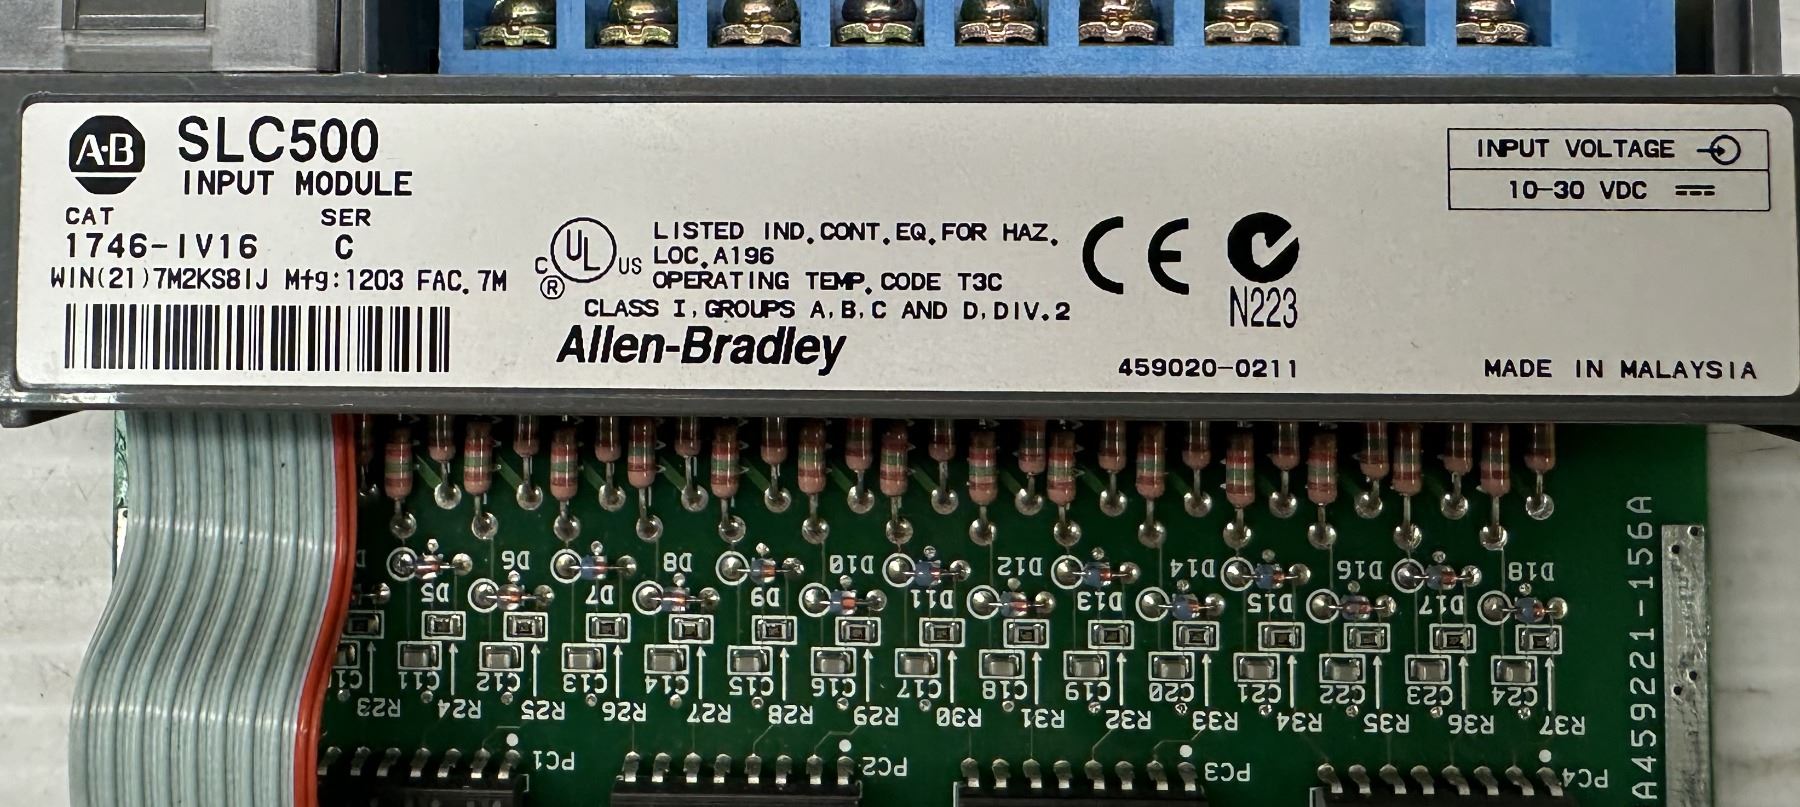 A-B SLC500
INPUT MODULE
CAT SER
1746-IV16 C
WIN(21)7M2KS8IJ Mfg:1203 FAC. 7M
C UL US
®
LISTED IND. CONT. EQ. FOR HAZ.
LOC. A196
OPERATING TEMP. CODE T3C
CLASS I, GROUPS A, B, C AND D, DIV. 2
Allen-Bradley
CE
N223
459020-0211
INPUT VOLTAGE
10-30 VDC
MADE IN MALAYSIA
D6 D8 D10 D12 D14 D16 D18
D5 D7 D9 D11 D13 D15 D17
C11 C12 C13 C14 C15 C16 C17 C18 C19 C20 C21 C22 C23 C24
R23 R24 R25 R26 R27 R28 R29 R30 R31 R32 R33 R34 R35 R36 R37
PC1 PC2 PC3 PC4
A459221-156A